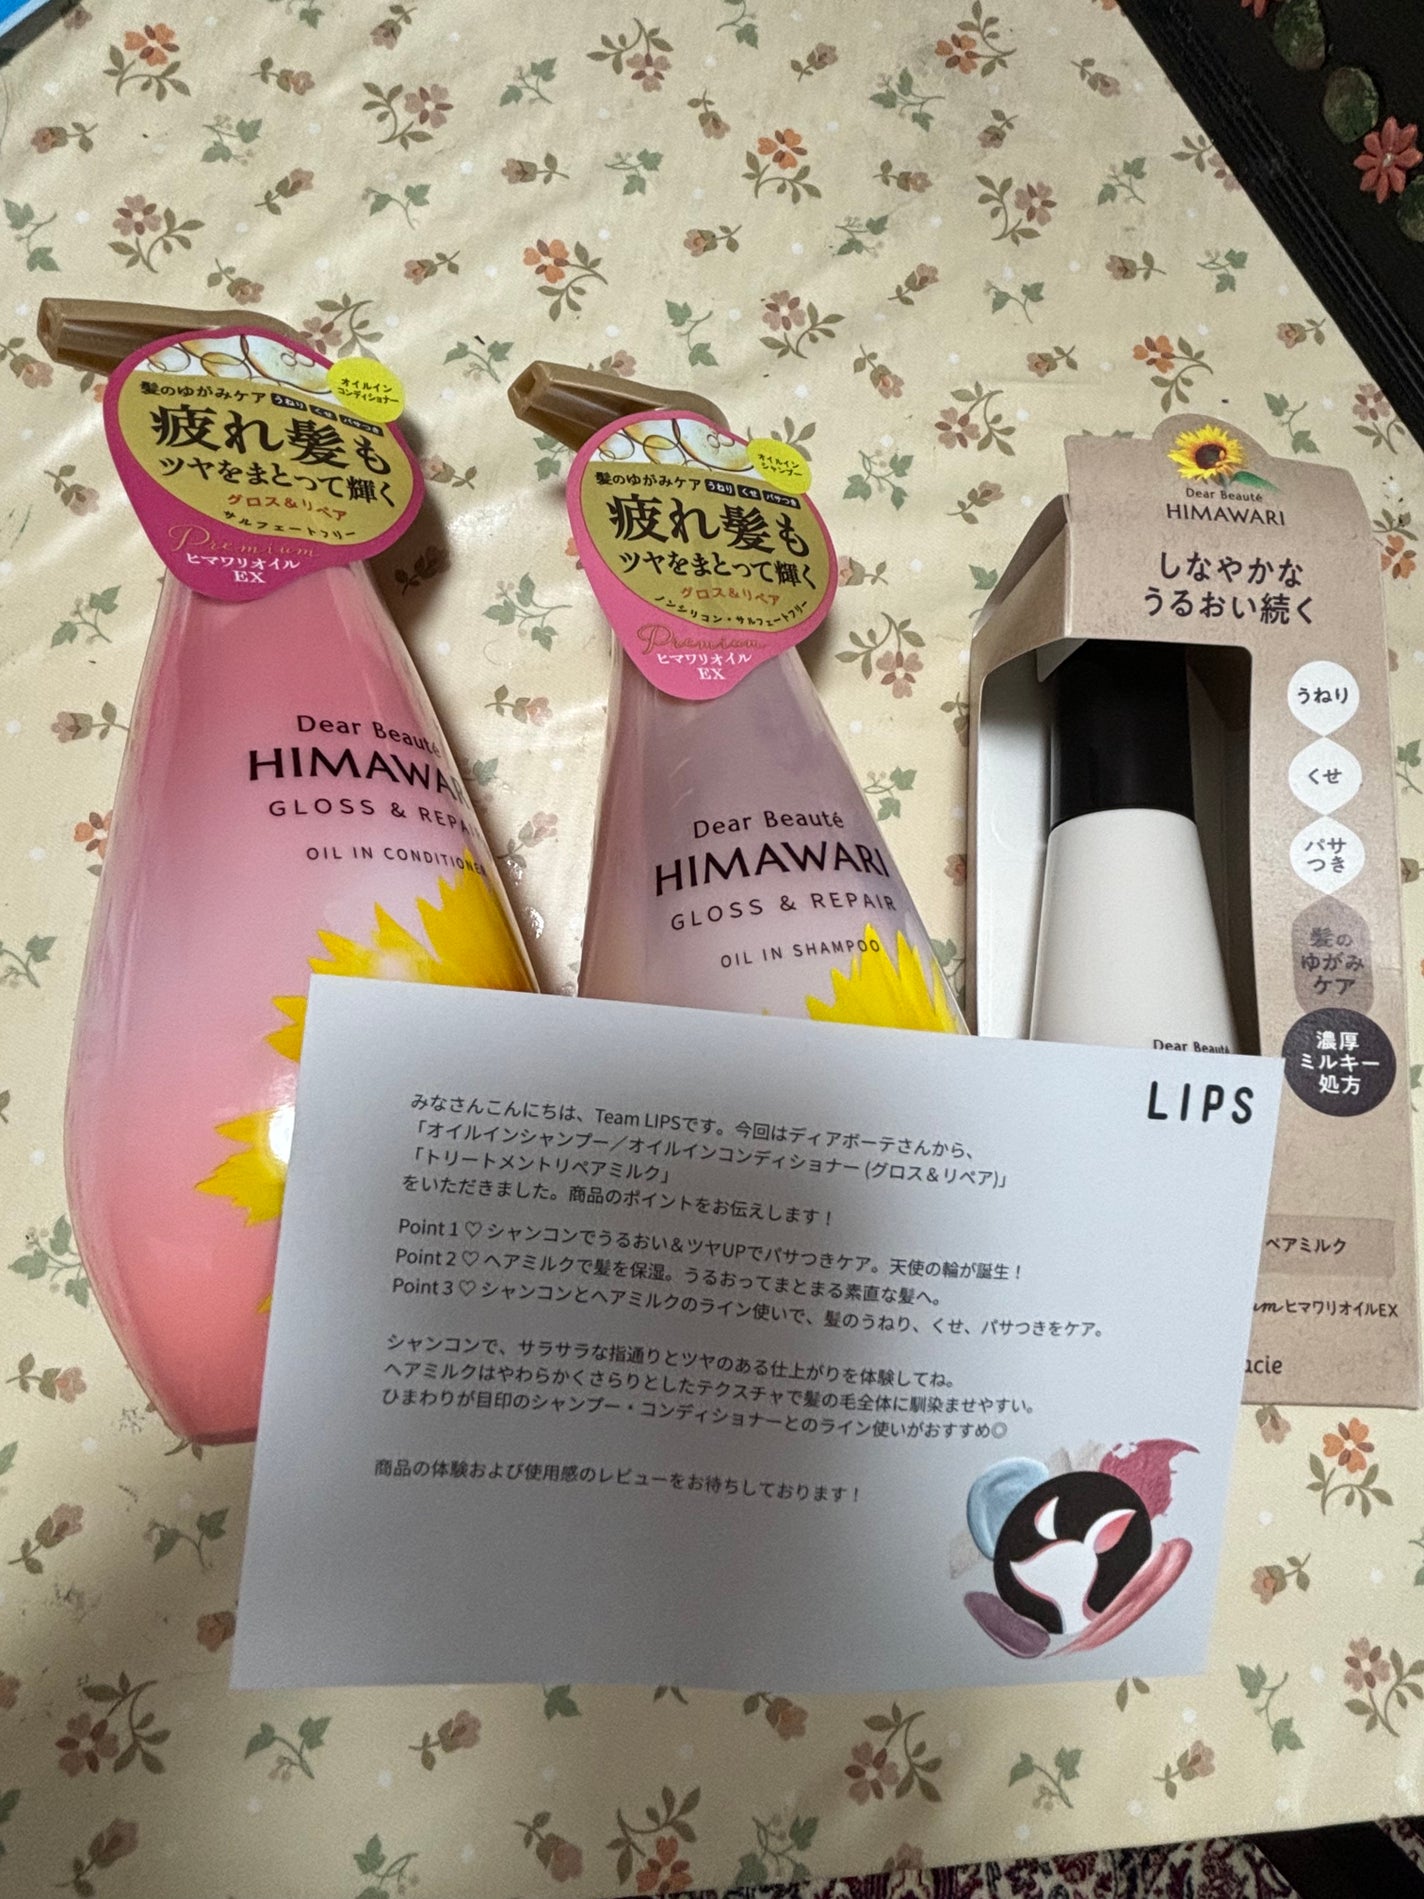 髪のゆがみケア うねり くせ パサつき
オイルイン
コンディショナー
疲れ髪も
ツヤをまとって輝く
グロス&リペア
サルフェートフリー
Premium
ヒマワリオイル
EX
Dear Beauté
HIMAWARI
GLOSS & REPAIR
OIL IN CONDITIONER
髪のゆがみケア うねり くせ パサつき
オイルイン
シャンプー
疲れ髪も
ツヤをまとって輝く
グロス&リペア
ノンシリコン・サルフェートフリー
Premium
ヒマワリオイル
EX
Dear Beauté
HIMAWARI
GLOSS & REPAIR
OIL IN SHAMPOO
Dear Beauté
HIMAWARI
しなやかな
うるおい続く
うねり
くせ
パサ
つき
髪の
ゆがみ
ケア
濃厚
ミルキー
処方
Dear Beauté
ペアミルク
ヒマワリオイルEX
LIPS
みなさんこんにちは、Team LIPSです。今回はディアボーテさんから、
「オイルインシャンプー/オイルインコンディショナー (グロス&リペア)」
「トリートメントリペアミルク」
をいただきました。商品のポイントをお伝えします!
Point 1 ♡ シャンコンでうるおい&ツヤUPでパサつきケア。天使の輪が誕生!
Point 2 ♡ ヘアミルクで髪を保湿。うるおってまとまる素直な髪へ。
Point 3 ♡ シャンコンとヘアミルクのライン使いで、髪のうねり、くせ、パサつきをケア。
シャンコンで、サラサラな指通りとツヤのある仕上がりを体験してね。
ヘアミルクはやわらかくさらりとしたテクスチャで髪の毛全体に馴染ませやすい。
ひまわりが目印のシャンプー・コンディショナーとのライン使いがおすすめ◎
商品の体験および使用感のレビューをお待ちしております!